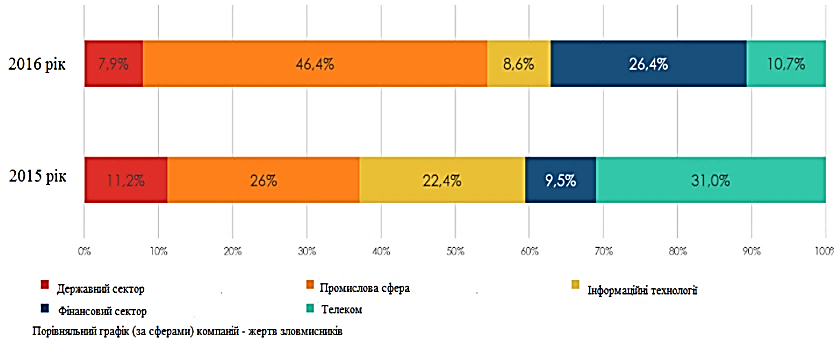 2016 рік
7,9% 46,4% 8,6% 26,4% 10,7%
2015 рік
11,2% 26% 22,4% 9,5% 31,0%
0% 10% 20% 30% 40% 50% 60% 70% 80% 90% 100%
Державний сектор Промислова сфера Інформаційні технології
Фінансовий сектор Телеком
Порівняльний графік (за сферами) компаній - жертв зловмисників